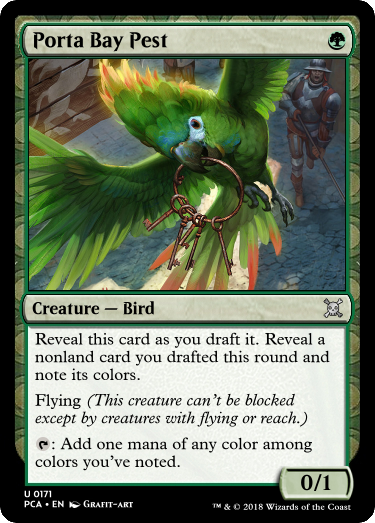 Porta Bay Pest
Creature — Bird
Reveal this card as you draft it. Reveal a
nonland card you drafted this round and
note its colors.
Flying (This creature can't be blocked
except by creatures with flying or reach.)
: Add one mana of any color among
colors you've noted.
0/1
U 0171
PCA • EN Grafit-art
™ & © 2018 Wizards of the Coast